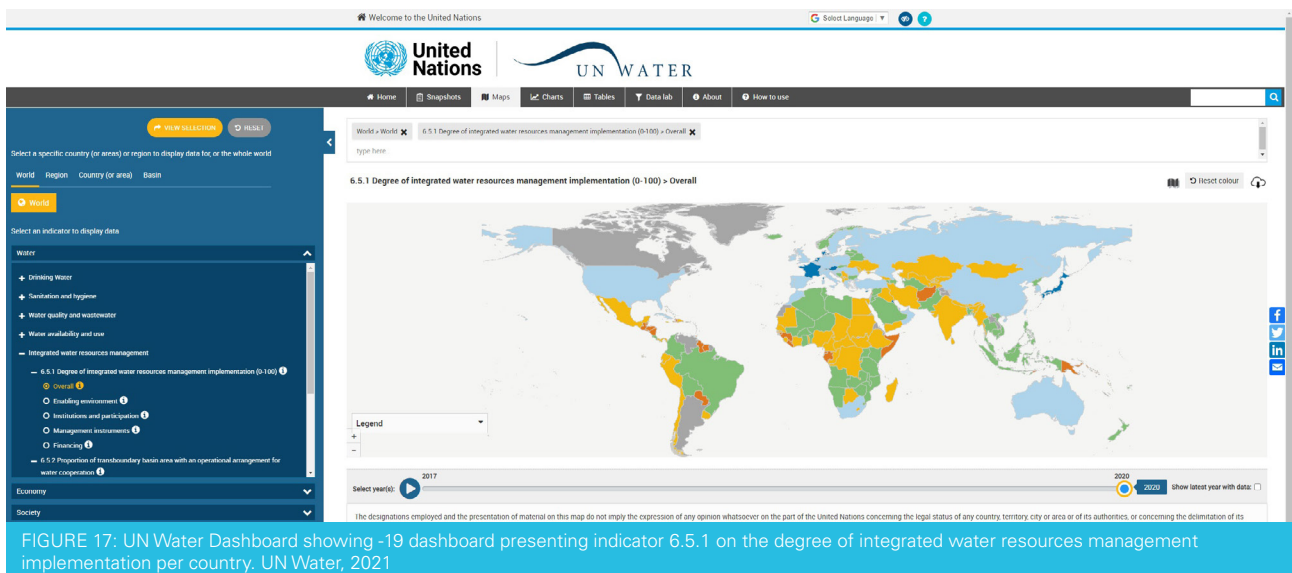 Welcome to the United Nations
Select Language ▼
?
United
Nations
UN WATER
Home
Snapshots
Maps
Charts
Tables
Data lab
About
How to use
VIEW SELECTION
RESET
Select a specific country (or areas) or region to display data for, or the whole world
World Region Country (or area) Basin
World
Select an indicator to display data
Water
+ Drinking Water
+ Sanitation and hygiene
+ Water quality and wastewater
+ Water availability and use
– Integrated water resources management
– 6.5.1 Degree of integrated water resources management implementation (0-100)
Overall
Enabling environment
Institutions and participation
Management instruments
Financing
– 6.5.2 Proportion of transboundary basin area with an operational arrangement for
water cooperation
Economy
Society
World » World ✖ 6.5.1 Degree of integrated water resources management implementation (0-100) » Overall ✖
type here.
6.5.1 Degree of integrated water resources management implementation (0-100) > Overall
Reset colour
Legend
+
–
2017
2020
Select year(s):
2020
Show latest year with data:
The designations employed and the presentation of material on this map do not imply the expression of any opinion whatsoever on the part of the United Nations concerning the legal status of any country, territory, city or area or of its authorities, or concerning the delimitation of its
f
in
FIGURE 17: UN Water Dashboard showing -19 dashboard presenting indicator 6.5.1 on the degree of integrated water resources management
implementation per country. UN Water, 2021